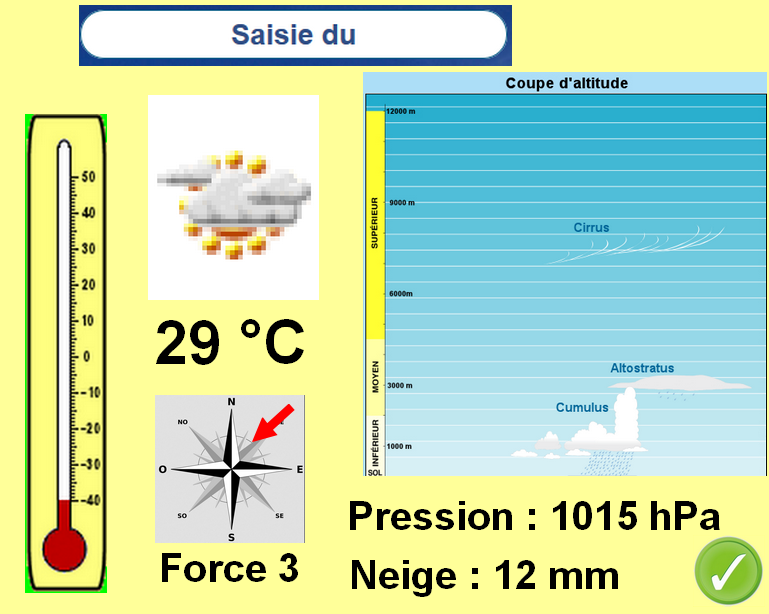 Saisie du
Coupe d'altitude
12000 m
9000 m
6000m
3000 m
1000 m
SUPÉRIEUR
MOYEN
INFÉRIEUR
SOL
Cirrus
Altostratus
Cumulus
50
40
30
20
10
0
-10
-20
-30
-40
29 °C
N
NO
O
E
SO
SE
S
Force 3
Pression : 1015 hPa
Neige : 12 mm